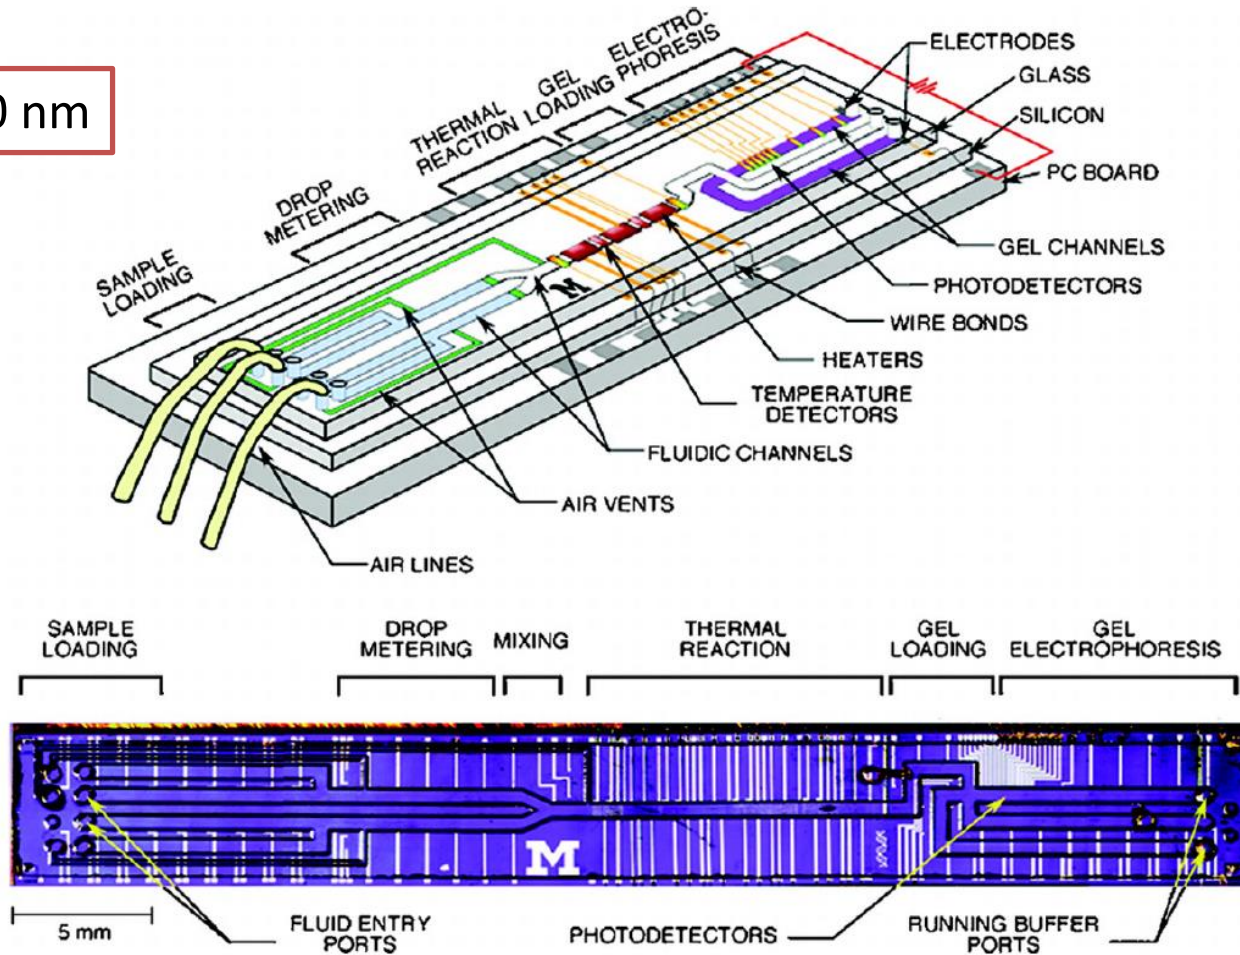 0 nm
ELECTRO-
PHORESIS
GEL
LOADING
THERMAL
REACTION
DROP
METERING
SAMPLE
LOADING
ELECTRODES
GLASS
SILICON
PC BOARD
GEL CHANNELS
PHOTODETECTORS
WIRE BONDS
HEATERS
TEMPERATURE
DETECTORS
FLUIDIC CHANNELS
AIR VENTS
AIR LINES
M
SAMPLE
LOADING
DROP
METERING
MIXING
THERMAL
REACTION
GEL
LOADING
GEL
ELECTROPHORESIS
M
5 mm
FLUID ENTRY
PORTS
PHOTODETECTORS
RUNNING BUFFER
PORTS